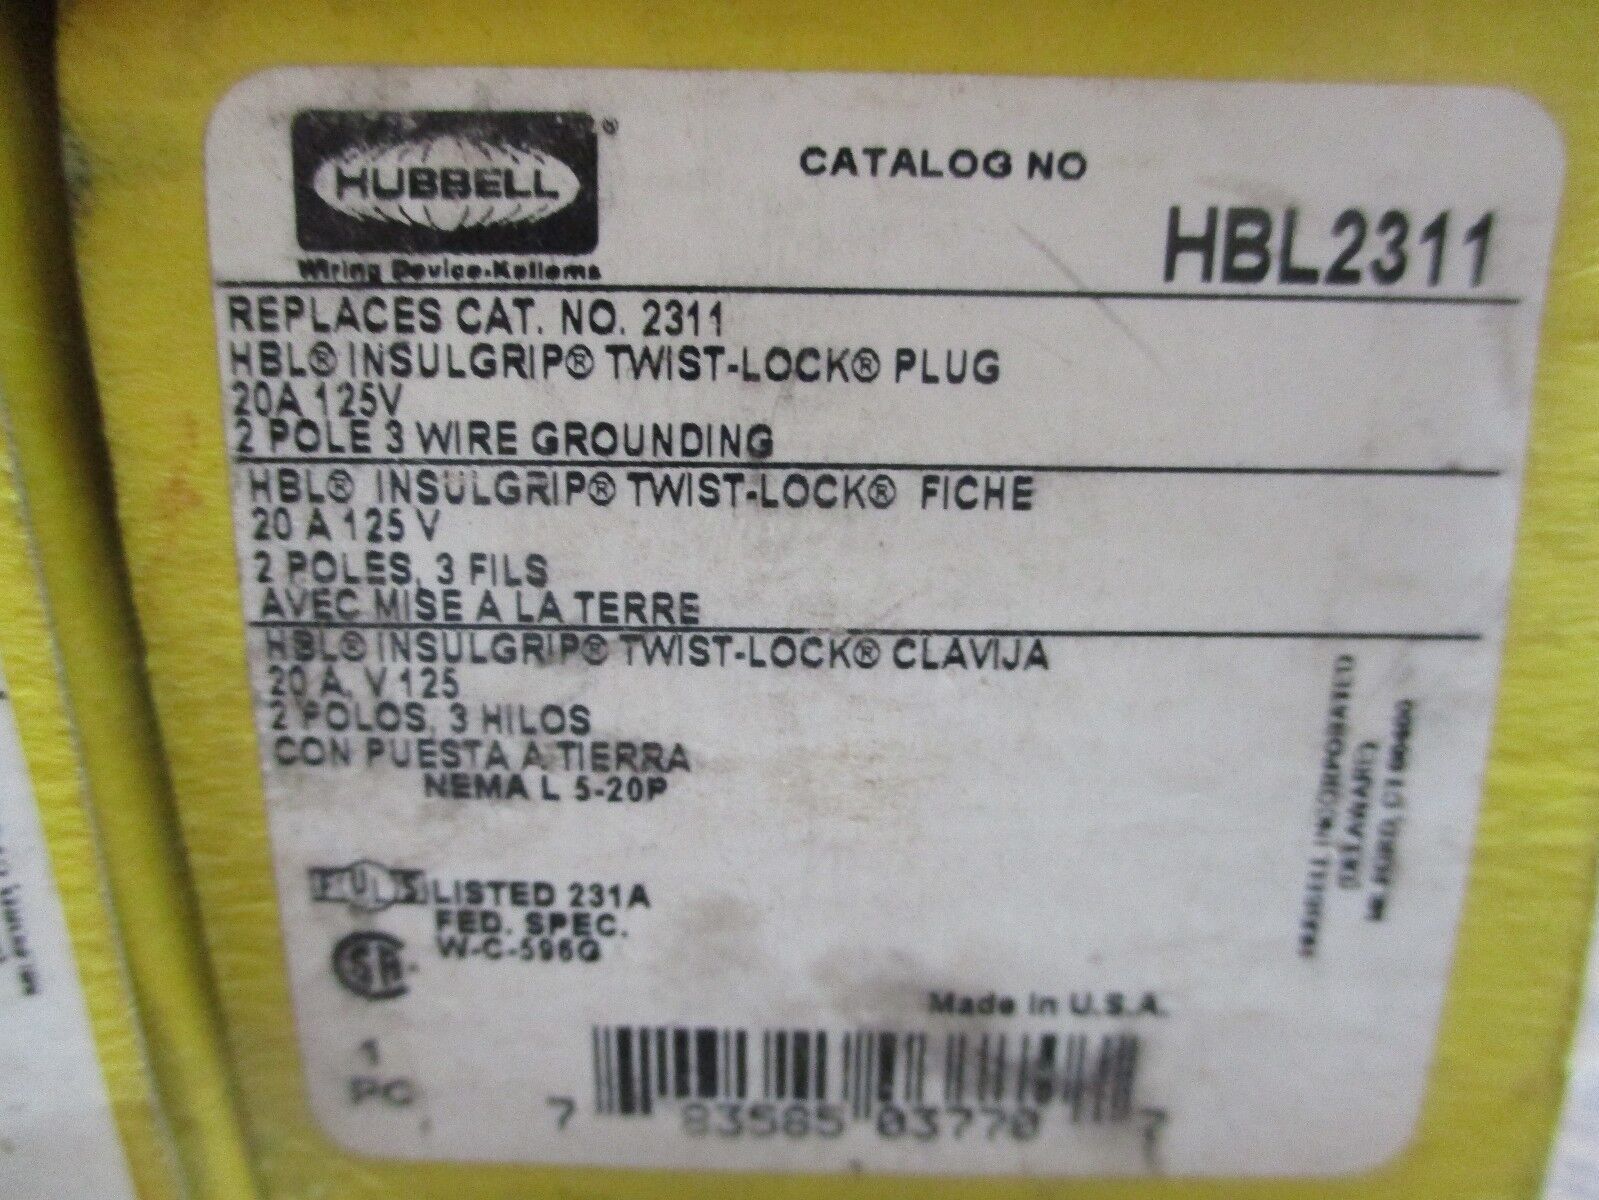 HUBBELL ®
Wiring Device-Kellems
CATALOG NO
HBL2311
REPLACES CAT. NO. 2311
HBL® INSULGRIP® TWIST-LOCK® PLUG
20A 125V
2 POLE 3 WIRE GROUNDING
HBL® INSULGRIP® TWIST-LOCK® FICHE
20 A 125 V
2 POLES, 3 FILS
AVEC MISE A LA TERRE
HBL® INSULGRIP® TWIST-LOCK® CLAVIJA
20 A, V 125
2 POLOS, 3 HILOS
CON PUESTA A TIERRA
NEMA L 5-20P
UL LISTED 231A
FED. SPEC.
W-C-596G
Made in U.S.A.
1
PC
7 83585 03770 7
INCORPORATED